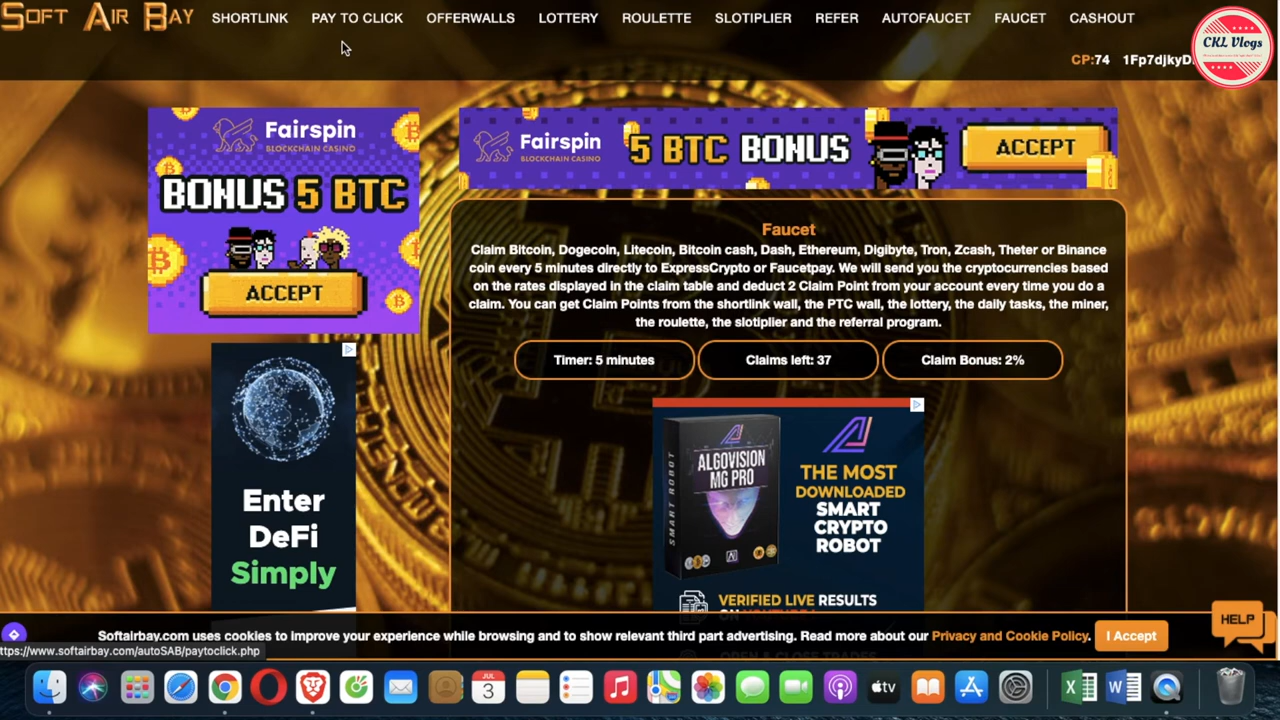 SOFT AIR BAY
SHORTLINK
PAY TO CLICK
OFFERWALLS
LOTTERY
ROULETTE
SLOTIPLIER
REFER
AUTOFAUCET
FAUCET
CASHOUT
CKL Vlogs
CP:74 1Fp7djkyD
Fairspin
BLOCKCHAIN CASINO
BONUS 5 BTC
ACCEPT
Fairspin
BLOCKCHAIN CASINO
5 BTC BONUS
ACCEPT
Faucet
Claim Bitcoin, Dogecoin, Litecoin, Bitcoin cash, Dash, Ethereum, Digibyte, Tron, Zcash, Theter or Binance
coin every 5 minutes directly to ExpressCrypto or Faucetpay. We will send you the cryptocurrencies based
on the rates displayed in the claim table and deduct 2 Claim Point from your account every time you do a
claim. You can get Claim Points from the shortlink wall, the PTC wall, the lottery, the daily tasks, the miner,
the roulette, the slotiplier and the referral program.
Timer: 5 minutes
Claims left: 37
Claim Bonus: 2%
Enter
DeFi
Simply
SMART ROBOT
ALGOVISION
MG PRO
THE MOST
DOWNLOADED
SMART
CRYPTO
ROBOT
VERIFIED LIVE RESULTS
Softairbay.com uses cookies to improve your experience while browsing and to show relevant third part advertising. Read more about our Privacy and Cookie Policy.
I Accept
HELP
ttps://www.softairbay.com/autoSAB/paytoclick.php
JUL
3
tv
X
W